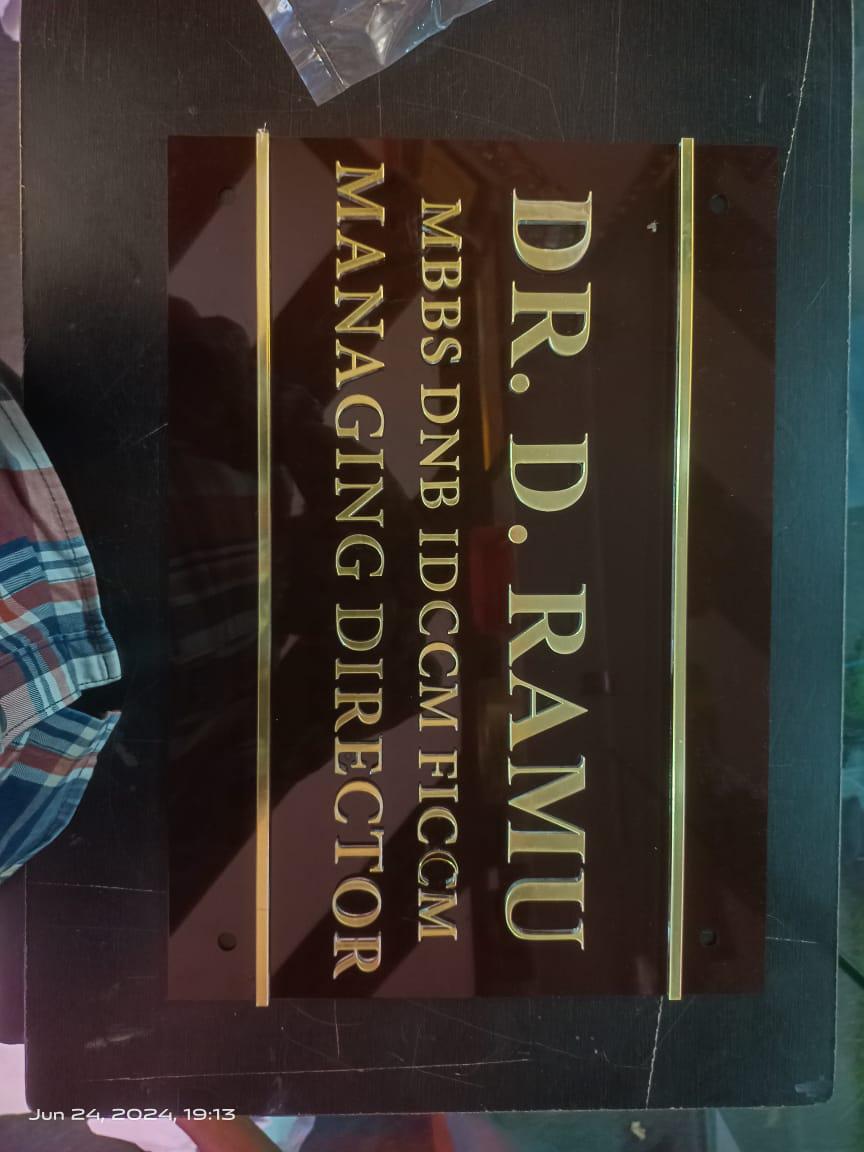 DR. D. RAMU
MBBS DNB IDCCM FICCM
MANAGING DIRECTOR
Jun 24, 2024, 19:13